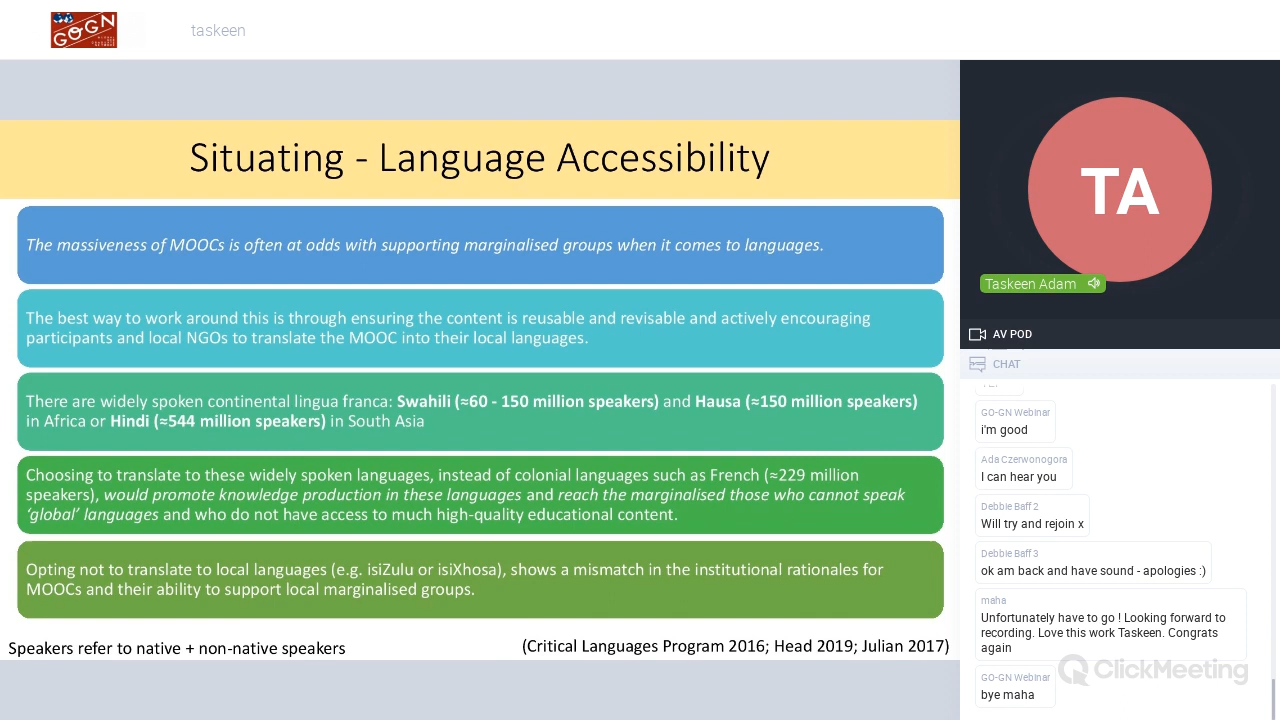 GO-GN
taskeen
Situating - Language Accessibility
The massiveness of MOOCs is often at odds with supporting marginalised groups when it comes to languages.
The best way to work around this is through ensuring the content is reusable and revisable and actively encouraging
participants and local NGOs to translate the MOOC into their local languages.
There are widely spoken continental lingua franca: Swahili (≈60 - 150 million speakers) and Hausa (≈150 million speakers)
in Africa or Hindi (≈544 million speakers) in South Asia
Choosing to translate to these widely spoken languages, instead of colonial languages such as French (≈229 million
speakers), would promote knowledge production in these languages and reach the marginalised those who cannot speak
‘global’ languages and who do not have access to much high-quality educational content.
Opting not to translate to local languages (e.g. isiZulu or isiXhosa), shows a mismatch in the institutional rationales for
MOOCs and their ability to support local marginalised groups.
Speakers refer to native + non-native speakers
(Critical Languages Program 2016; Head 2019; Julian 2017)
TA
Taskeen Adam
AV POD
CHAT
GO-GN Webinar
i'm good
Ada Czerwonogora
I can hear you
Debbie Baff 2
Will try and rejoin x
Debbie Baff 3
ok am back and have sound - apologies :)
maha
Unfortunately have to go ! Looking forward to
recording. Love this work Taskeen. Congrats
again
GO-GN Webinar
bye maha
ClickMeeting